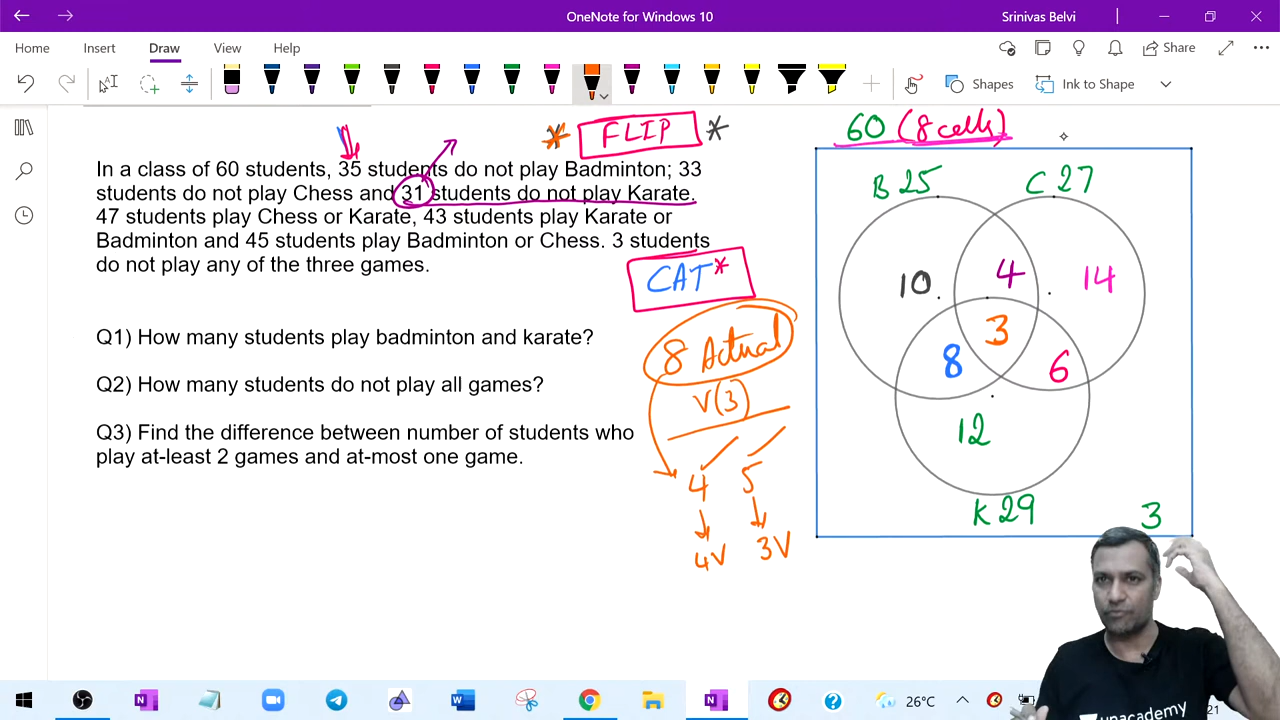 OneNote for Windows 10
Srinivas Belvi
Home Insert Draw View Help
Share
Shapes
Ink to Shape
FLIP
60 (8 cells)
In a class of 60 students, 35 students do not play Badminton; 33
students do not play Chess and 31 students do not play Karate.
47 students play Chess or Karate, 43 students play Karate or
Badminton and 45 students play Badminton or Chess. 3 students
do not play any of the three games.
CAT*
Q1) How many students play badminton and karate?
Q2) How many students do not play all games?
Q3) Find the difference between number of students who
play at-least 2 games and at-most one game.
8 Actual
V(3)
4 5
4V 3V
B 25
C 27
10
4
14
3
8
6
12
K 29
3
unacademy
26°C
21